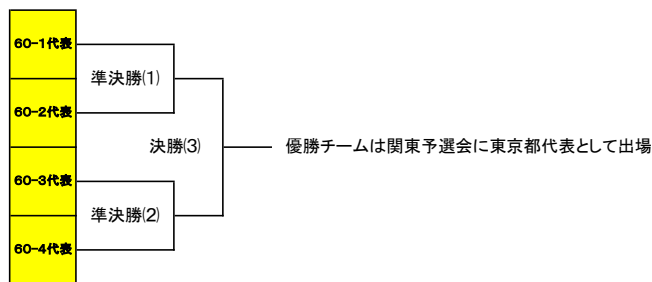 60-1代表
準決勝⑴
60-2代表
決勝⑶
優勝チームは関東予選会に東京都代表として出場
60-3代表
準決勝⑵
60-4代表